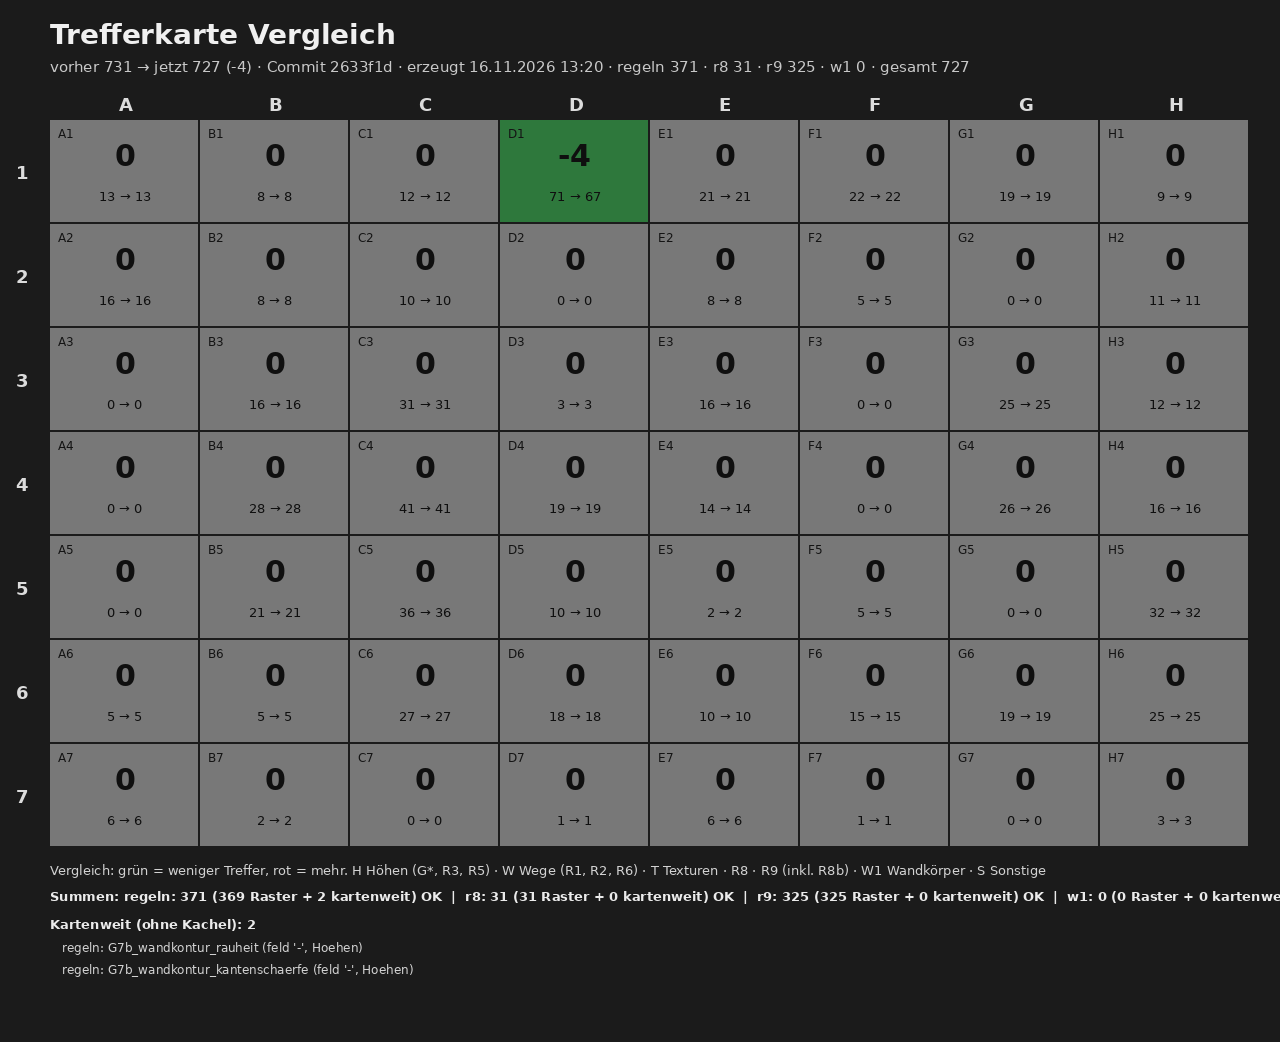 Trefferkarte Vergleich
vorher 731 → jetzt 727 (-4) · Commit 2633f1d · erzeugt 16.11.2026 13:20 · regeln 371 · r8 31 · r9 325 · w1 0 · gesamt 727
A B C D E F G H
A1 B1 C1 D1 E1 F1 G1 H1
1 0 0 0 -4 0 0 0 0
13 → 13 8 → 8 12 → 12 71 → 67 21 → 21 22 → 22 19 → 19 9 → 9
A2 B2 C2 D2 E2 F2 G2 H2
2 0 0 0 0 0 0 0 0
16 → 16 8 → 8 10 → 10 0 → 0 8 → 8 5 → 5 0 → 0 11 → 11
A3 B3 C3 D3 E3 F3 G3 H3
3 0 0 0 0 0 0 0 0
0 → 0 16 → 16 31 → 31 3 → 3 16 → 16 0 → 0 25 → 25 12 → 12
A4 B4 C4 D4 E4 F4 G4 H4
4 0 0 0 0 0 0 0 0
0 → 0 28 → 28 41 → 41 19 → 19 14 → 14 0 → 0 26 → 26 16 → 16
A5 B5 C5 D5 E5 F5 G5 H5
5 0 0 0 0 0 0 0 0
0 → 0 21 → 21 36 → 36 10 → 10 2 → 2 5 → 5 0 → 0 32 → 32
A6 B6 C6 D6 E6 F6 G6 H6
6 0 0 0 0 0 0 0 0
5 → 5 5 → 5 27 → 27 18 → 18 10 → 10 15 → 15 19 → 19 25 → 25
A7 B7 C7 D7 E7 F7 G7 H7
7 0 0 0 0 0 0 0 0
6 → 6 2 → 2 0 → 0 1 → 1 6 → 6 1 → 1 0 → 0 3 → 3
Vergleich: grün = weniger Treffer, rot = mehr. H Höhen (G*, R3, R5) · W Wege (R1, R2, R6) · T Texturen · R8 · R9 (inkl. R8b) · W1 Wandkörper · S Sonstige
Summen: regeln: 371 (369 Raster + 2 kartenweit) OK | r8: 31 (31 Raster + 0 kartenweit) OK | r9: 325 (325 Raster + 0 kartenweit) OK | w1: 0 (0 Raster + 0 kartenwe
Kartenweit (ohne Kachel): 2
regeln: G7b_wandkontur_rauheit (feld '-', Hoehen)
regeln: G7b_wandkontur_kantenschaerfe (feld '-', Hoehen)